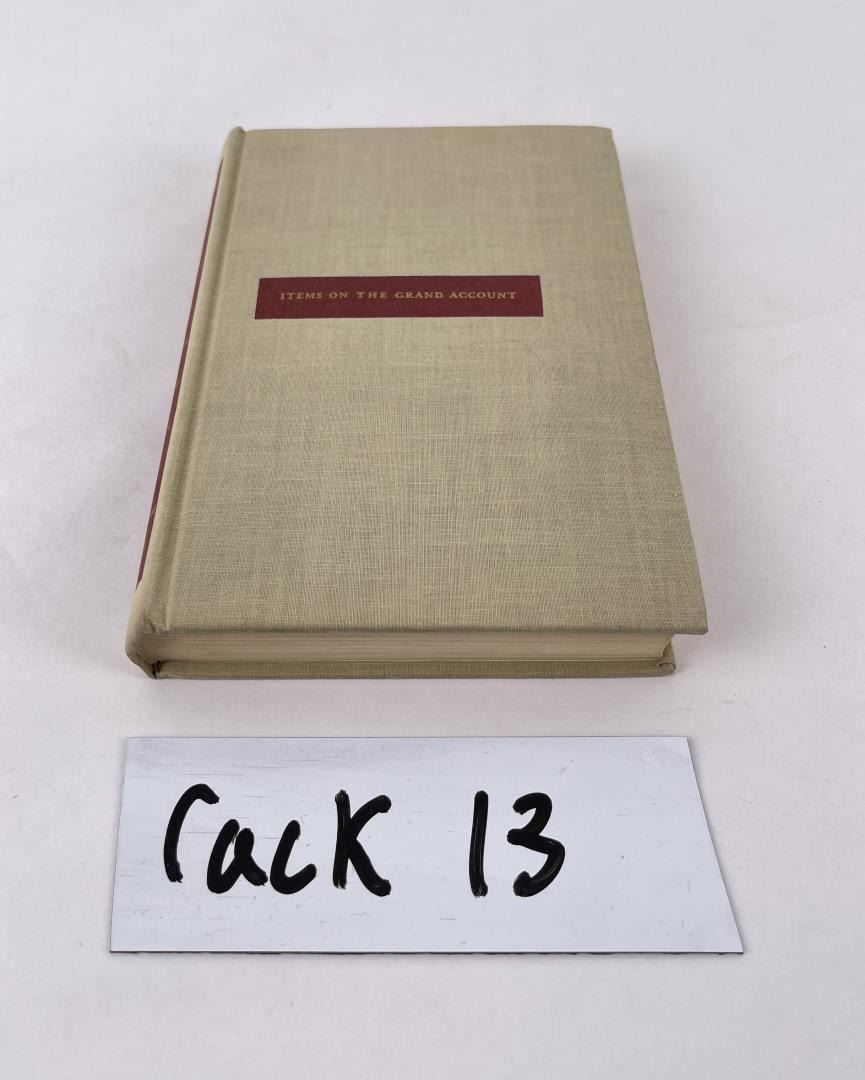 ITEMS ON THE GRAND ACCOUNT
rack 13